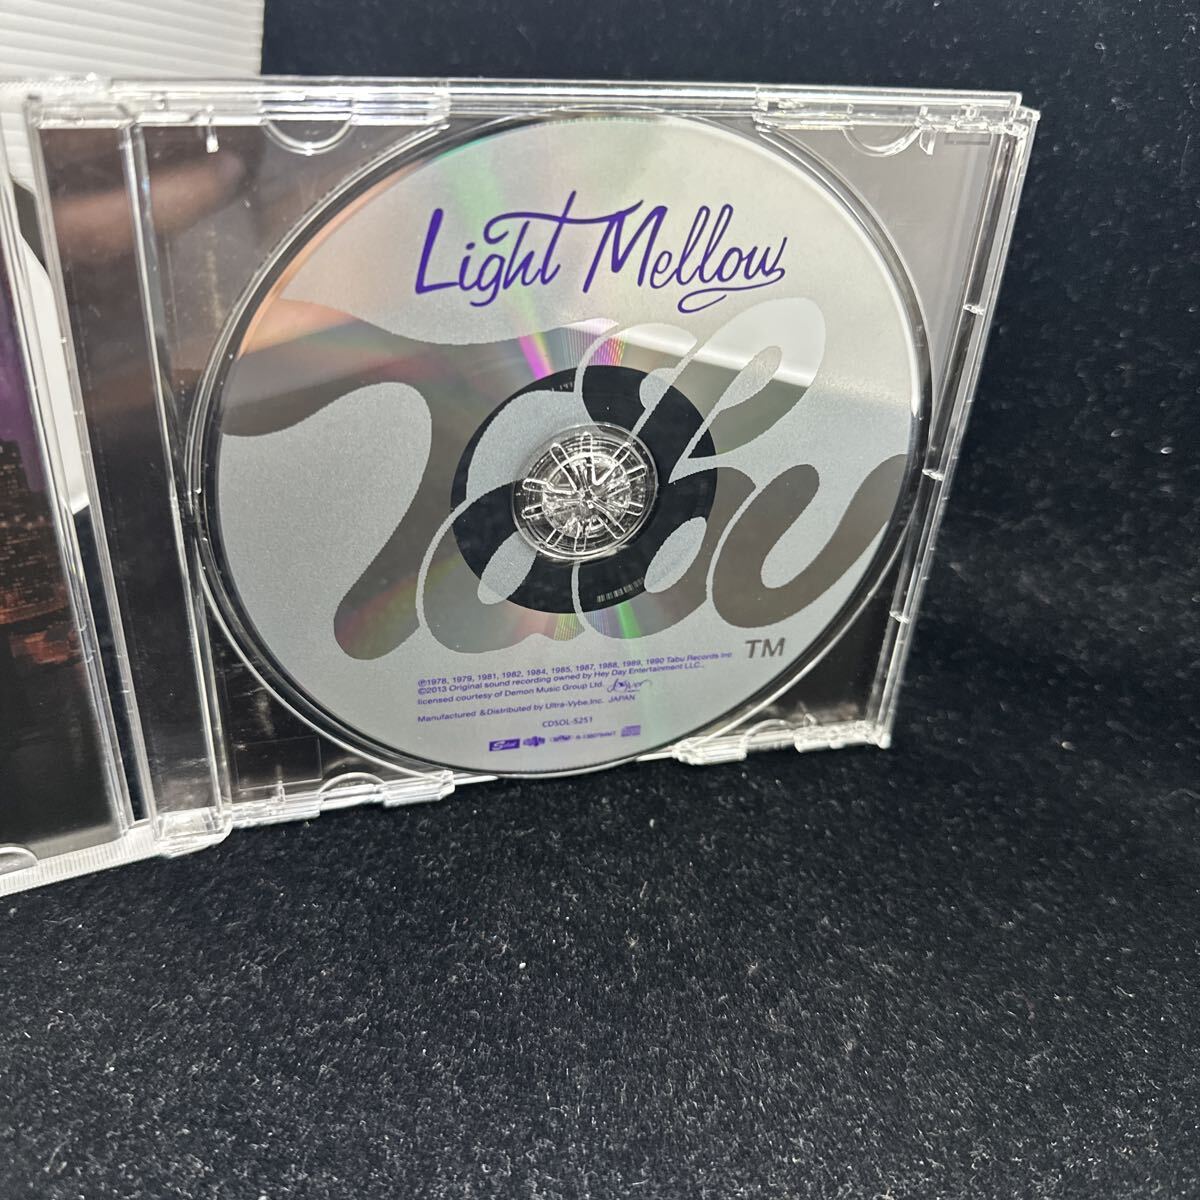 Light Mellow
Tabu
TM
℗1978, 1979, 1981, 1982, 1984, 1985, 1987, 1988, 1989, 1990 Tabu Records Inc
©2013 Original sound recording owned by Hey Day Entertainment LLC.,
licensed courtesy of Demon Music Group Ltd.
Manufactured &Distributed by Ultra-Vybe,Inc. JAPAN
CDSOL-5251